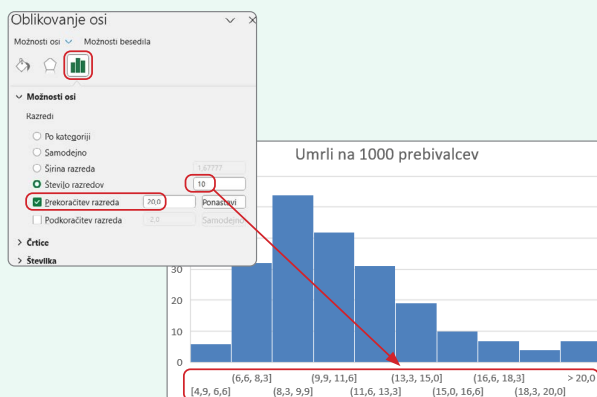 Oblikovanje osi
Možnosti osi Možnosti besedila
Možnosti osi
Razredi
Po kategoriji
Samodejno
Širina razreda 1,67777
Število razredov 10
Prekoračitev razreda 20,0 Ponastavi
Podkoračitev razreda -2,8 Samodejno
Črtice
Številka
Umrli na 1000 prebivalcev
30
20
10
0
(6,6, 8,3] (9,9, 11,6] (13,3, 15,0] (16,6, 18,3] > 20,0
[4,9, 6,6] (8,3, 9,9] (11,6, 13,3] (15,0, 16,6] (18,3, 20,0]